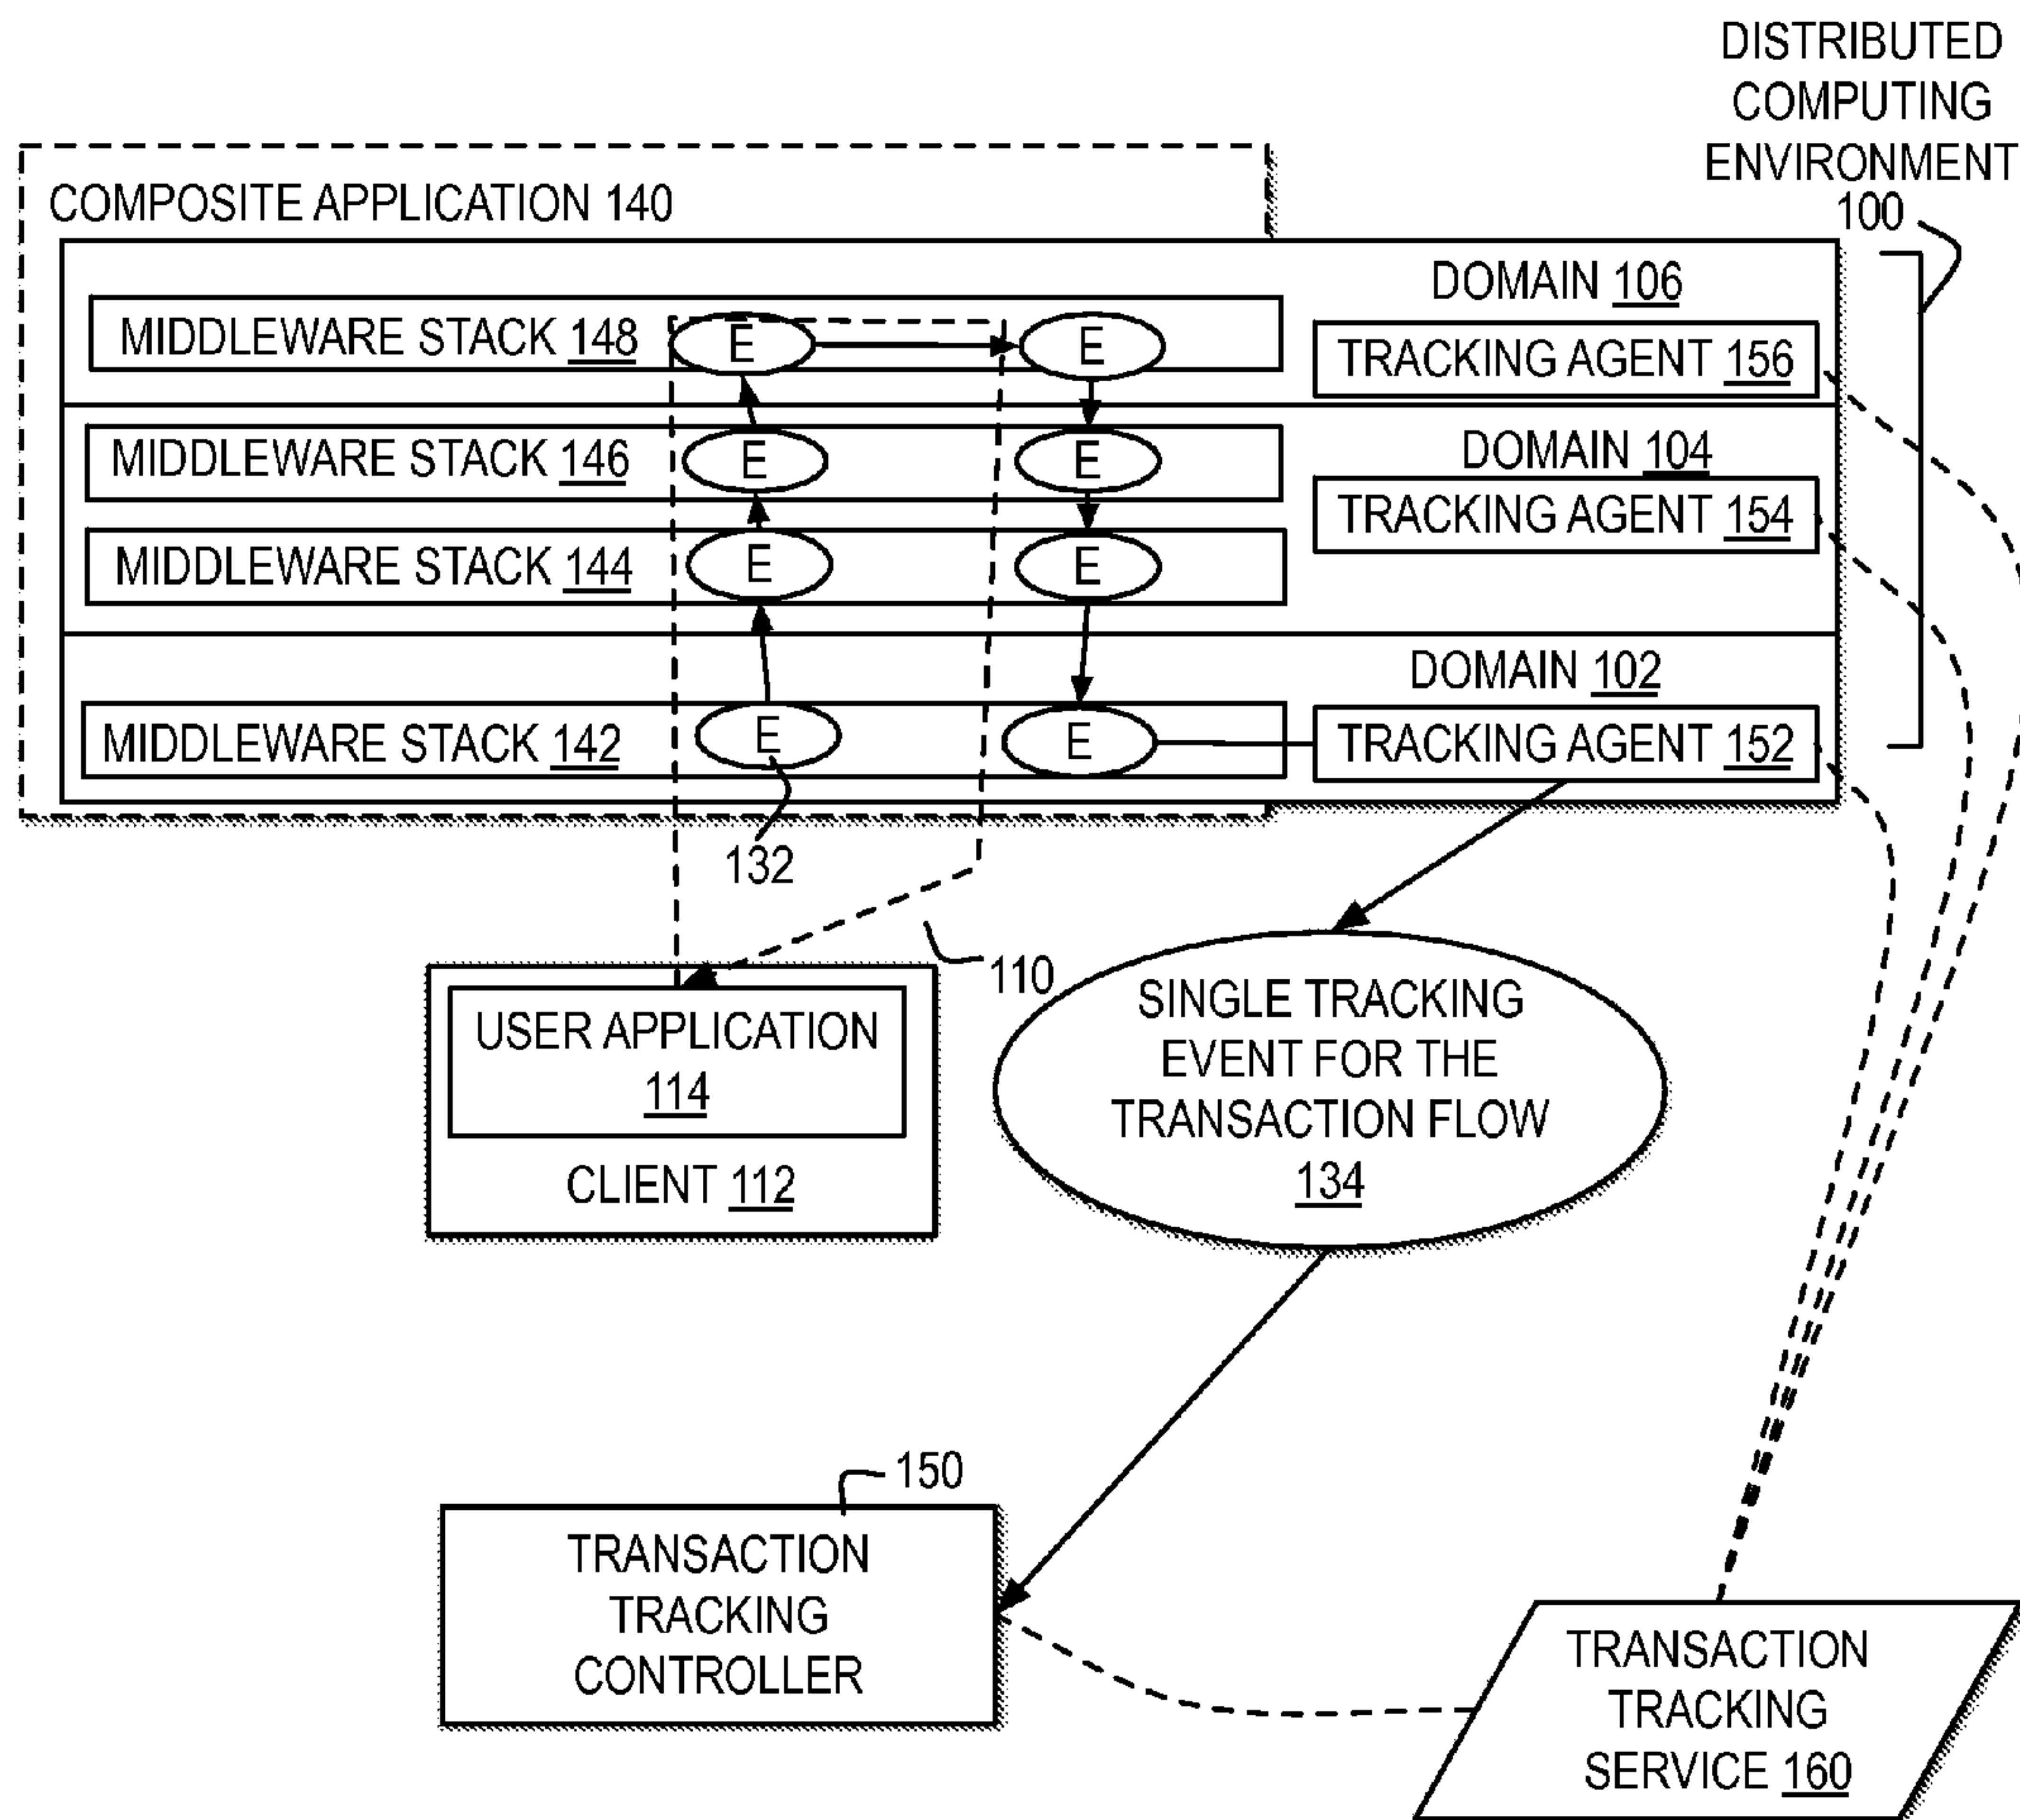 DISTRIBUTED
COMPUTING
ENVIRONMENT
100
COMPOSITE APPLICATION 140
DOMAIN 106
MIDDLEWARE STACK 148
E
E
TRACKING AGENT 156
MIDDLEWARE STACK 146
E
E
DOMAIN 104
TRACKING AGENT 154
MIDDLEWARE STACK 144
E
E
DOMAIN 102
MIDDLEWARE STACK 142
E
E
TRACKING AGENT 152
132
110
USER APPLICATION
114
CLIENT 112
SINGLE TRACKING
EVENT FOR THE
TRANSACTION FLOW
134
150
TRANSACTION
TRACKING
CONTROLLER
TRANSACTION
TRACKING
SERVICE 160